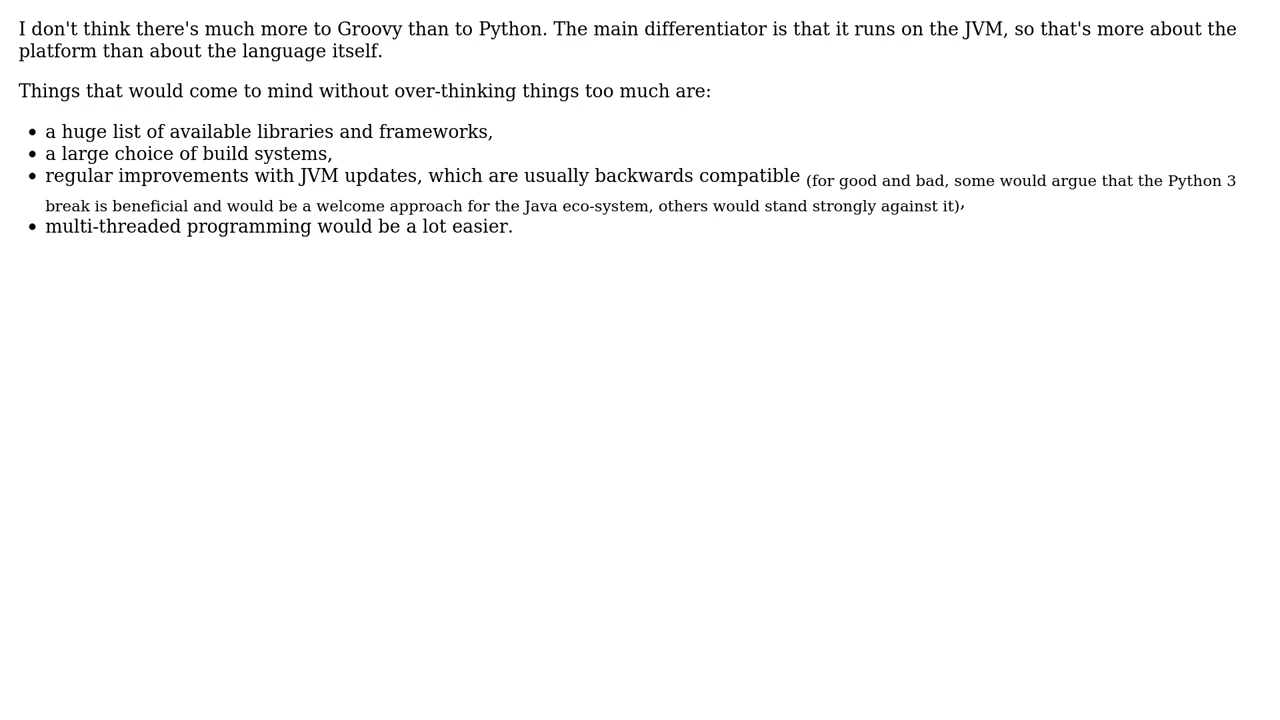 I don't think there's much more to Groovy than to Python. The main differentiator is that it runs on the JVM, so that's more about the
platform than about the language itself.
Things that would come to mind without over-thinking things too much are:
• a huge list of available libraries and frameworks,
• a large choice of build systems,
• regular improvements with JVM updates, which are usually backwards compatible (for good and bad, some would argue that the Python 3
break is beneficial and would be a welcome approach for the Java eco-system, others would stand strongly against it),
• multi-threaded programming would be a lot easier.